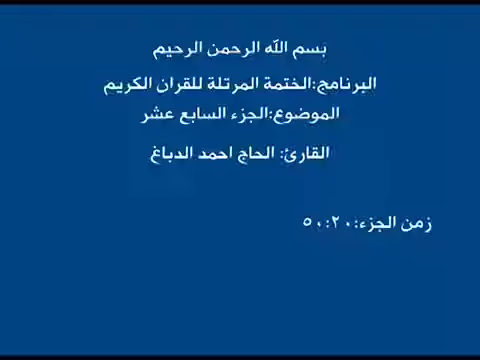 بسم الله الرحمن الرحيم
البرنامج:الختمة المرتلة للقران الكريم
الموضوع:الجزء السابع عشر
القارئ: الحاج احمد الدباغ
زمن الجزء:٥٠:٢٠